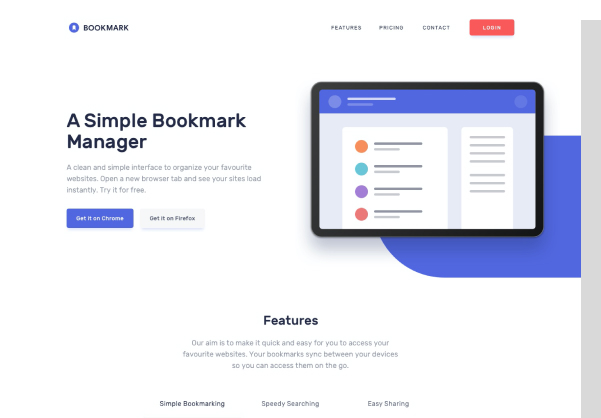 BOOKMARK
FEATURES PRICING CONTACT LOGIN
A Simple Bookmark
Manager
A clean and simple interface to organize your favourite
websites. Open a new browser tab and see your sites load
instantly. Try it for free.
Get it on Chrome Get it on Firefox
Features
Our aim is to make it quick and easy for you to access your
favourite websites. Your bookmarks sync between your devices
so you can access them on the go.
Simple Bookmarking Speedy Searching Easy Sharing